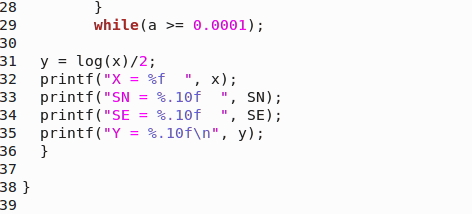 28 }
29 while(a >= 0.0001);
30
31 y = log(x)/2;
32 printf("X = %f  ", x);
33 printf("SN = %.10f  ", SN);
34 printf("SE = %.10f  ", SE);
35 printf("Y = %.10f\n", y);
36 }
37
38 }
39